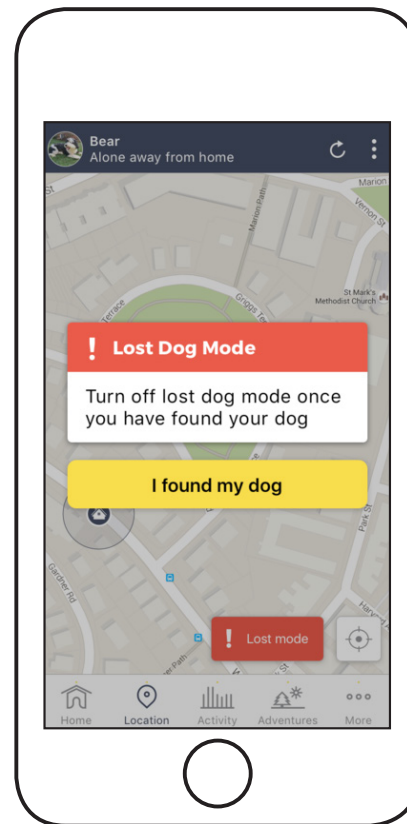 Bear
Alone away from home
Marion
Vernon St
Marion Path
St Mark's
Methodist Church
Griggs Te
Terrace
! Lost Dog Mode
Turn off lost dog mode once
you have found your dog
I found my dog
Park St
Gardner Rd
Harvard A
! Lost mode
Path
Home
Location
Activity
Adventures
More